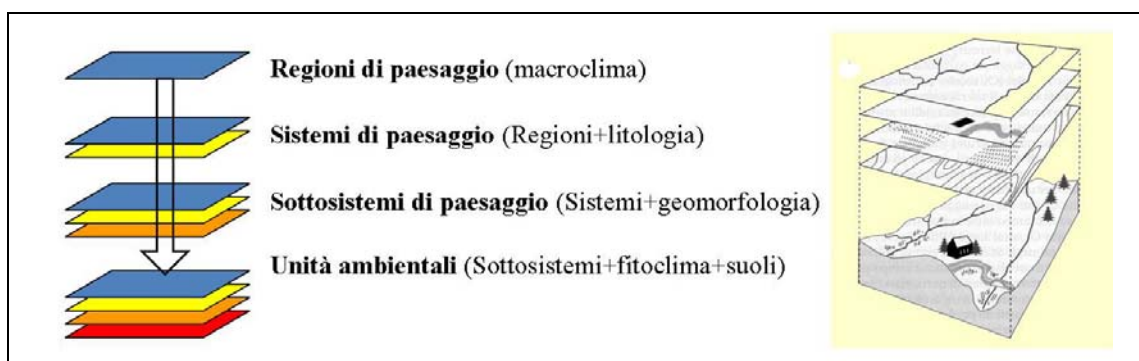 Regioni di paesaggio (macroclima)
Sistemi di paesaggio (Regioni+litologia)
Sottosistemi di paesaggio (Sistemi+geomorfologia)
Unità ambientali (Sottosistemi+fitoclima+suoli)